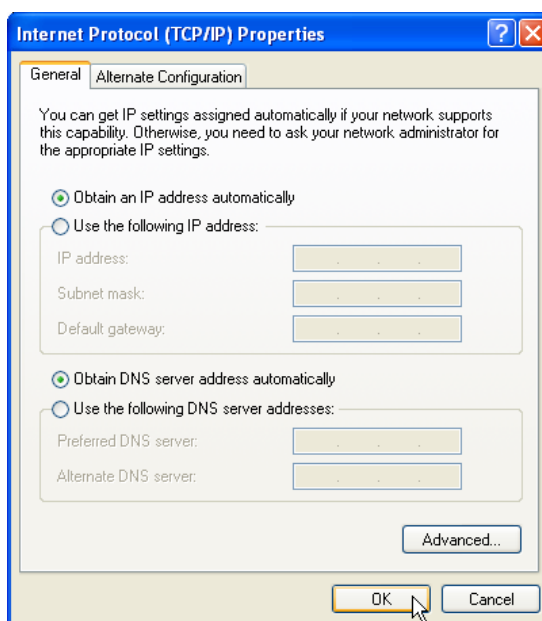 Internet Protocol (TCP/IP) Properties
General
Alternate Configuration
You can get IP settings assigned automatically if your network supports
this capability. Otherwise, you need to ask your network administrator for
the appropriate IP settings.
Obtain an IP address automatically
Use the following IP address:
IP address:
Subnet mask:
Default gateway:
Obtain DNS server address automatically
Use the following DNS server addresses:
Preferred DNS server:
Alternate DNS server:
Advanced...
OK
Cancel